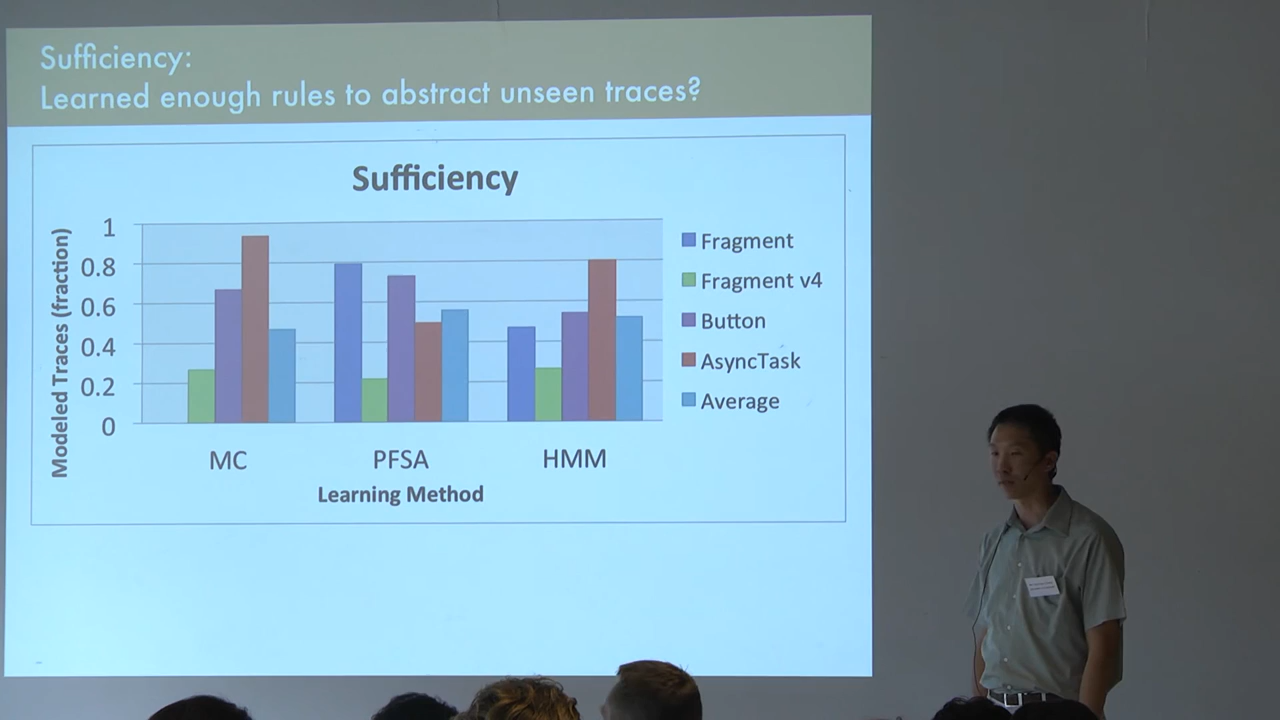 Sufficiency:
Learned enough rules to abstract unseen traces?
Sufficiency
Modeled Traces (fraction)
1
0.8
0.6
0.4
0.2
0
MC
PFSA
HMM
Learning Method
Fragment
Fragment v4
Button
AsyncTask
Average